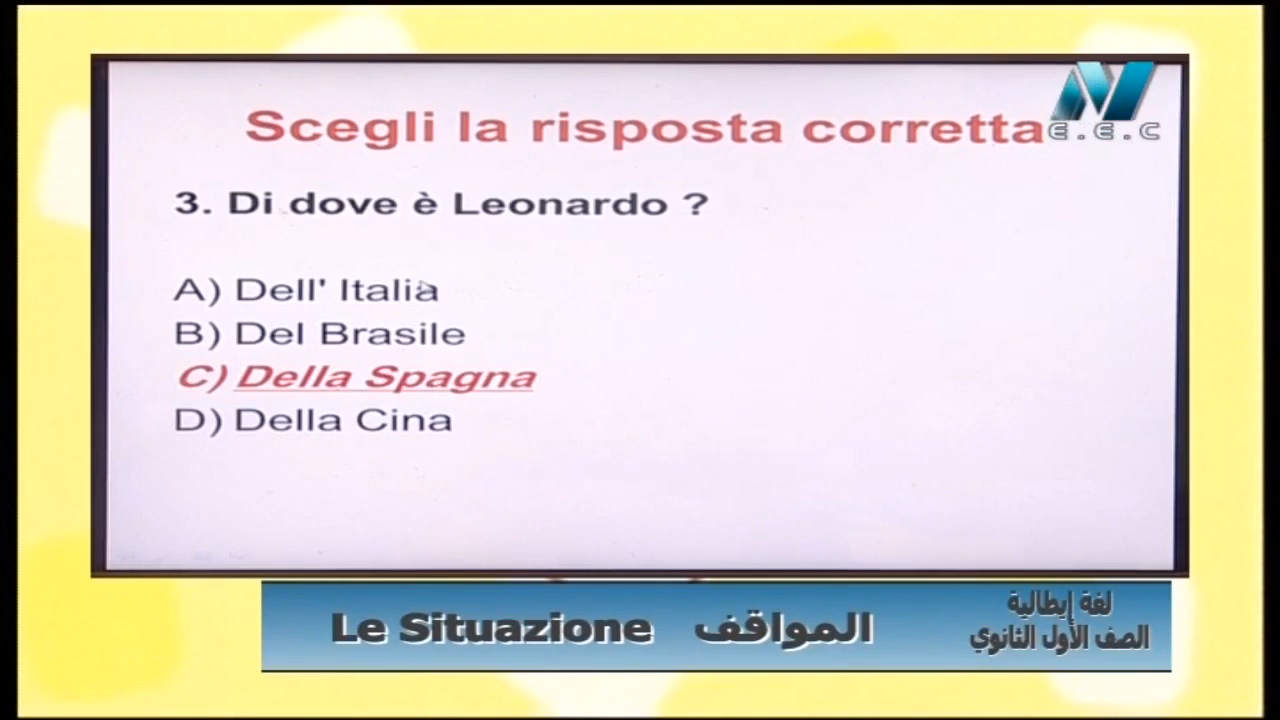 Scegli la risposta corretta
E.E.C
3. Di dove è Leonardo ?
A) Dell' Italia
B) Del Brasile
C) Della Spagna
D) Della Cina
Le Situazione المواقف
لغة إيطالية
الصف الأول الثانوي